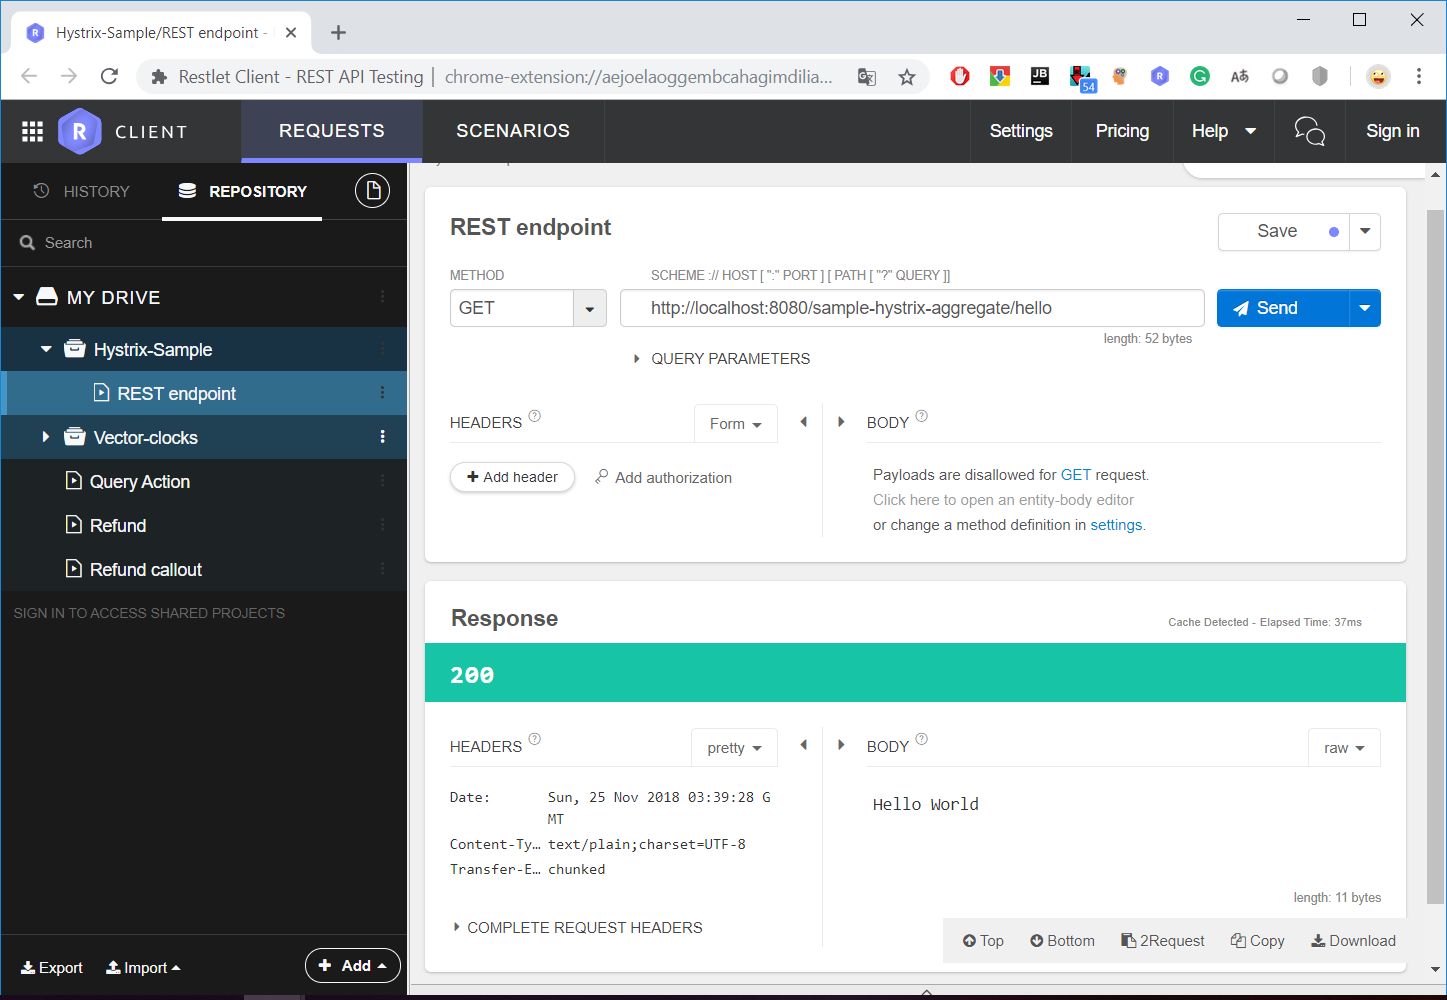 Hystrix-Sample/REST endpoint -
Restlet Client - REST API Testing | chrome-extension://aejoelaoggembcahagimdilia...
JB
54
R
G
R CLIENT
REQUESTS
SCENARIOS
Settings
Pricing
Help
Sign in
HISTORY
REPOSITORY
Search
MY DRIVE
Hystrix-Sample
REST endpoint
Vector-clocks
Query Action
Refund
Refund callout
SIGN IN TO ACCESS SHARED PROJECTS
Export
Import
+ Add
REST endpoint
Save
METHOD
SCHEME :// HOST [ ":" PORT ] [ PATH [ "?" QUERY ]]
GET
http://localhost:8080/sample-hystrix-aggregate/hello
Send
length: 52 bytes
QUERY PARAMETERS
HEADERS ?
Form
BODY ?
+ Add header
Add authorization
Payloads are disallowed for GET request.
Click here to open an entity-body editor
or change a method definition in settings.
Response
Cache Detected - Elapsed Time: 37ms
200
HEADERS ?
pretty
BODY ?
raw
Date: Sun, 25 Nov 2018 03:39:28 G
MT
Content-Ty… text/plain;charset=UTF-8
Transfer-E… chunked
Hello World
length: 11 bytes
COMPLETE REQUEST HEADERS
Top
Bottom
2Request
Copy
Download